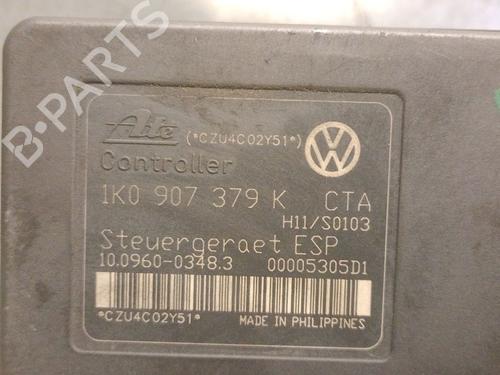 Ate (*CZU4C02Y51*)
Controller
1K0 907 379 K CTA
H11/S0103
Steuergeraet ESP
10.0960-0348.3 00005305D1
*CZU4C02Y51* MADE IN PHILIPPINES
B-PARTS